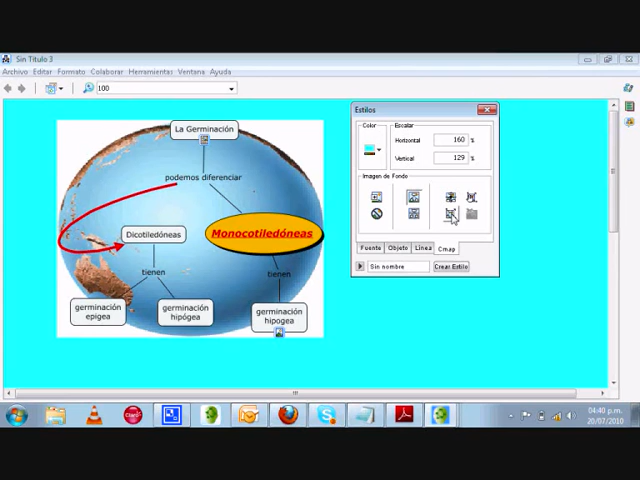 Sin Título 3
Archivo Editar Formato Colaborar Herramientas Ventana Ayuda
100
La Germinación
podemos diferenciar
Dicotiledóneas
Monocotiledóneas
tienen
tienen
germinación
epigea
germinación
hipógea
germinación
hipogea
Estilos
Color
Escalar
Horizontal 160 %
Vertical 129 %
Imagen de Fondo
Fuente Objeto Línea Cmap
Sin nombre Crear Estilo
Claro
04:40 p.m.
20/07/2010